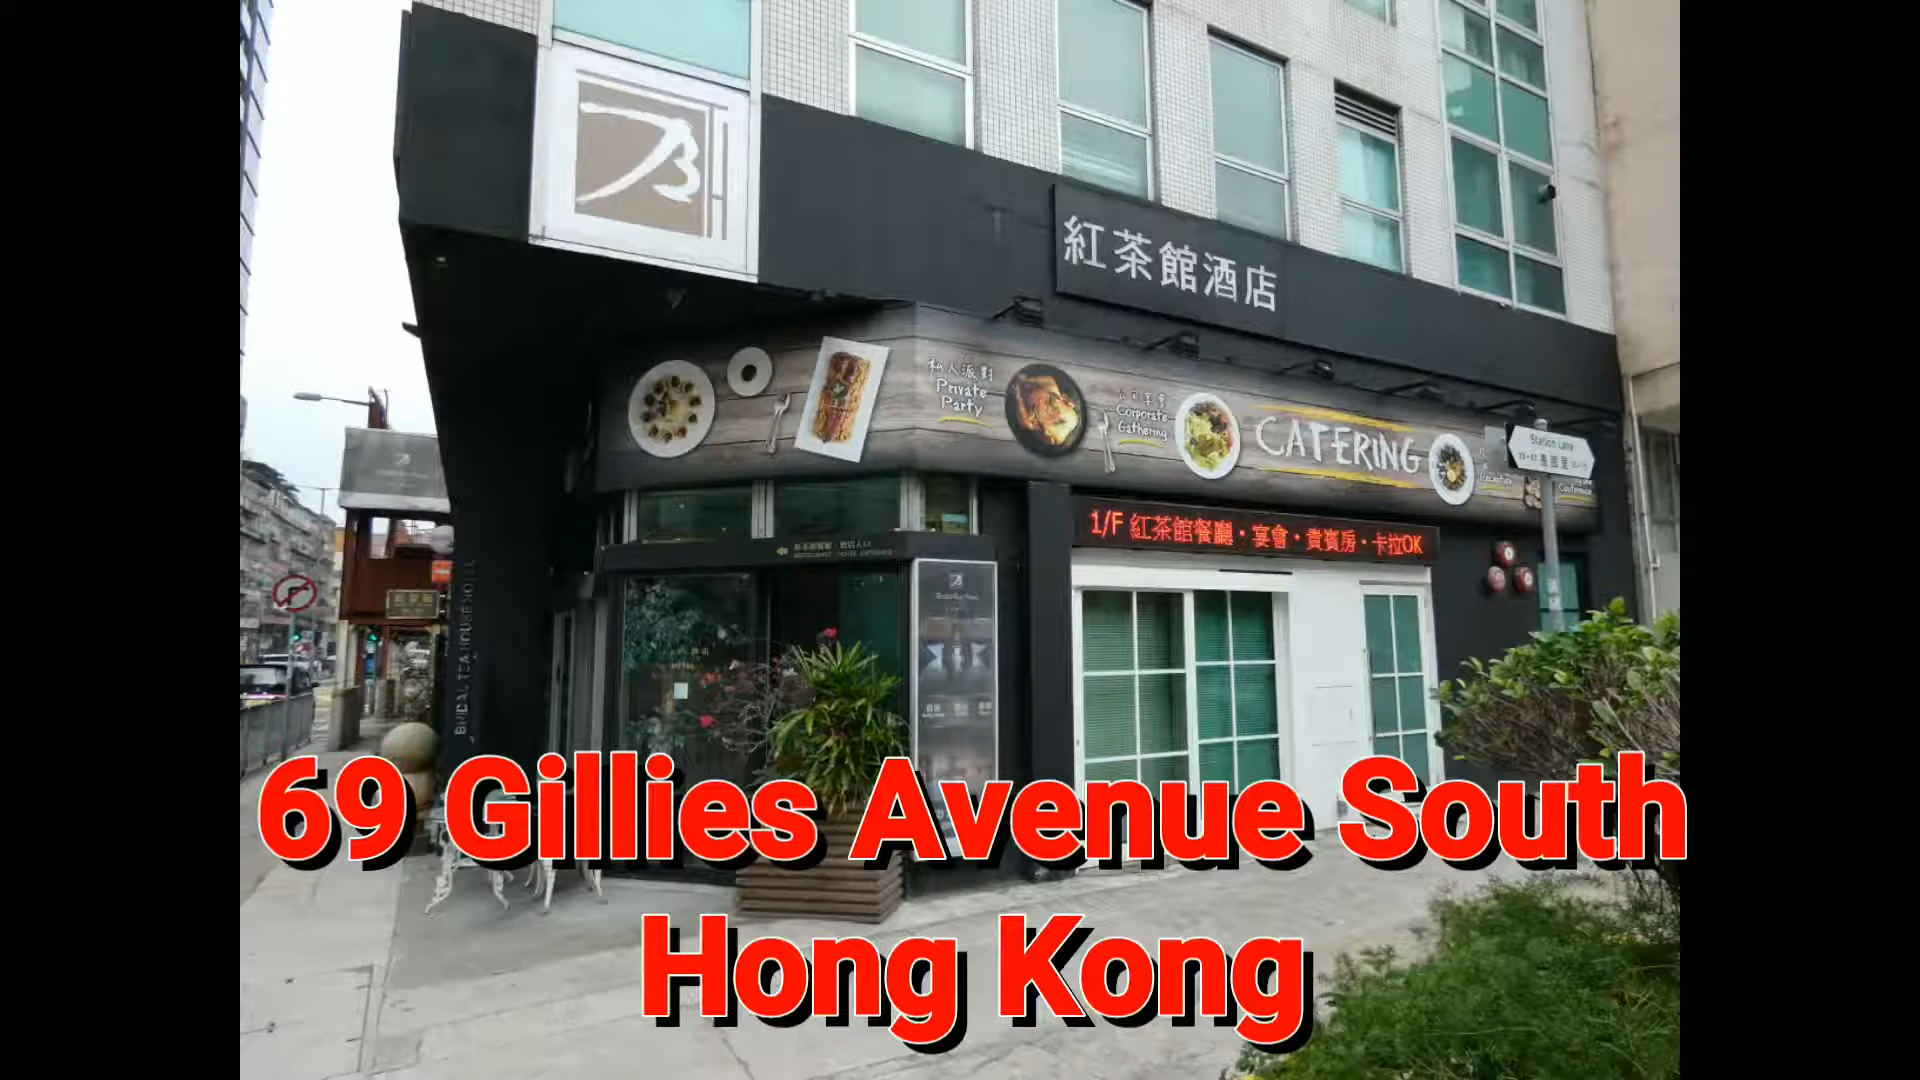 B
紅茶館酒店
私人派對
Private
Party
Corporate
Gathering
CATERING
Station Lane
1/F 紅茶館餐廳・宴會・貴賓房・卡拉OK
BRIDAL TEA HOUSE HOTEL
69 Gillies Avenue South
Hong Kong